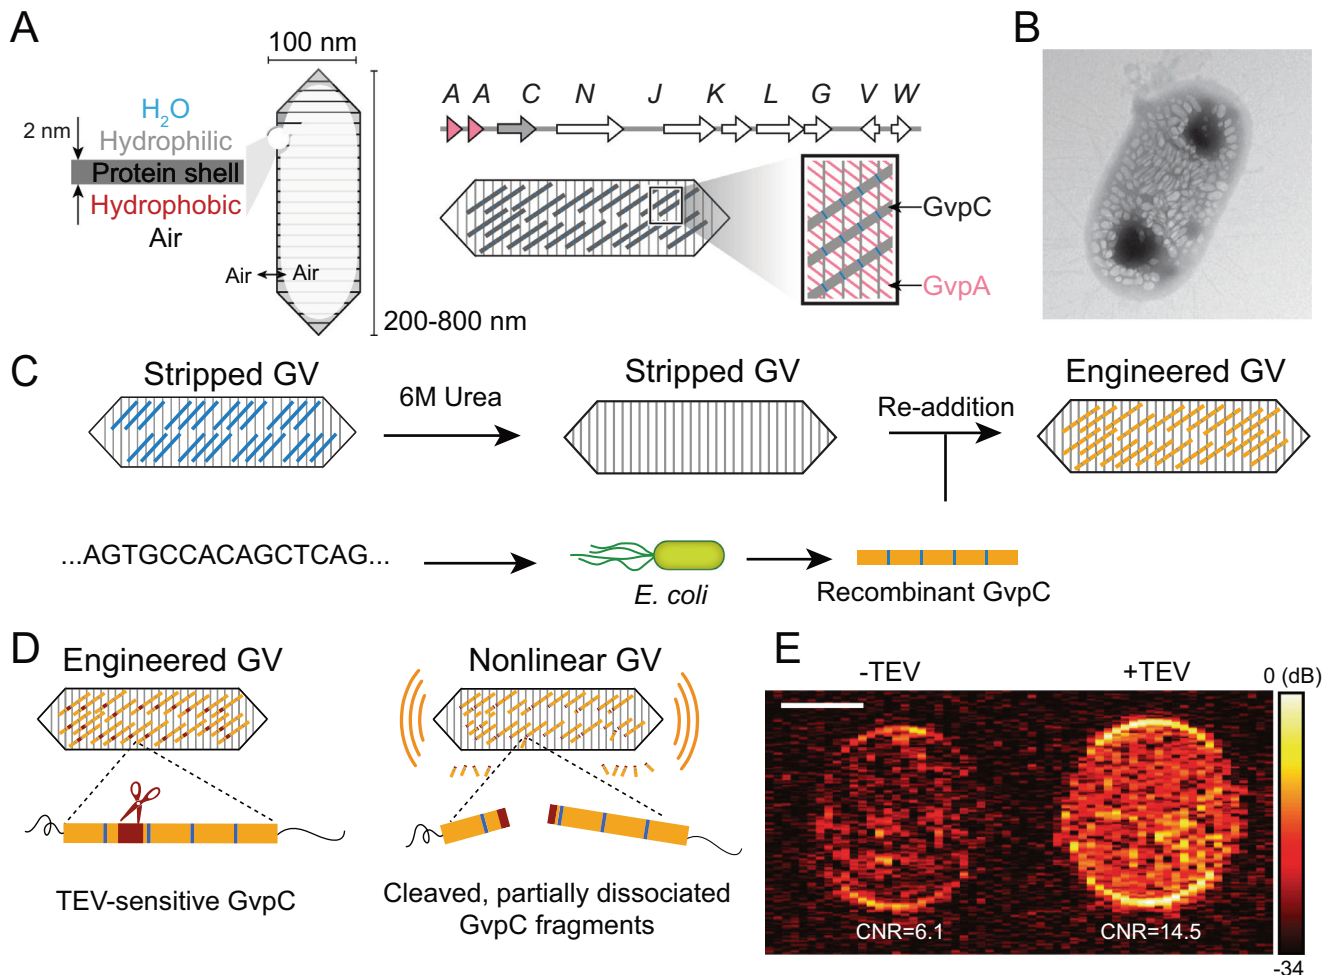 A
100 nm
H2O
2 nm
Hydrophilic
Protein shell
Hydrophobic
Air
Air
Air
200-800 nm
A A C N J K L G V W
GvpC
GvpA
B
C
Stripped GV
6M Urea
Stripped GV
Re-addition
Engineered GV
...AGTGCCACAGCTCAG...
E. coli
Recombinant GvpC
D
Engineered GV
Nonlinear GV
TEV-sensitive GvpC
Cleaved, partially dissociated
GvpC fragments
E
-TEV
+TEV
0 (dB)
CNR=6.1
CNR=14.5
-34